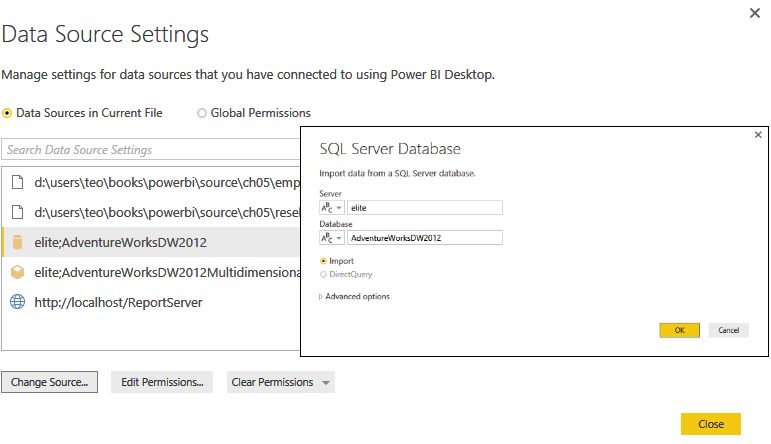 Data Source Settings
Manage settings for data sources that you have connected to using Power BI Desktop.
Data Sources in Current File
Global Permissions
Search Data Source Settings
d:\users\teo\books\powerbi\source\ch05\emp
d:\users\teo\books\powerbi\source\ch05\resel
elite;AdventureWorksDW2012
elite;AdventureWorksDW2012Multidimensiona
http://localhost/ReportServer
Change Source...
Edit Permissions...
Clear Permissions
Close
SQL Server Database
Import data from a SQL Server database.
Server
ABC
elite
Database
ABC
AdventureWorksDW2012
Import
DirectQuery
Advanced options
OK
Cancel